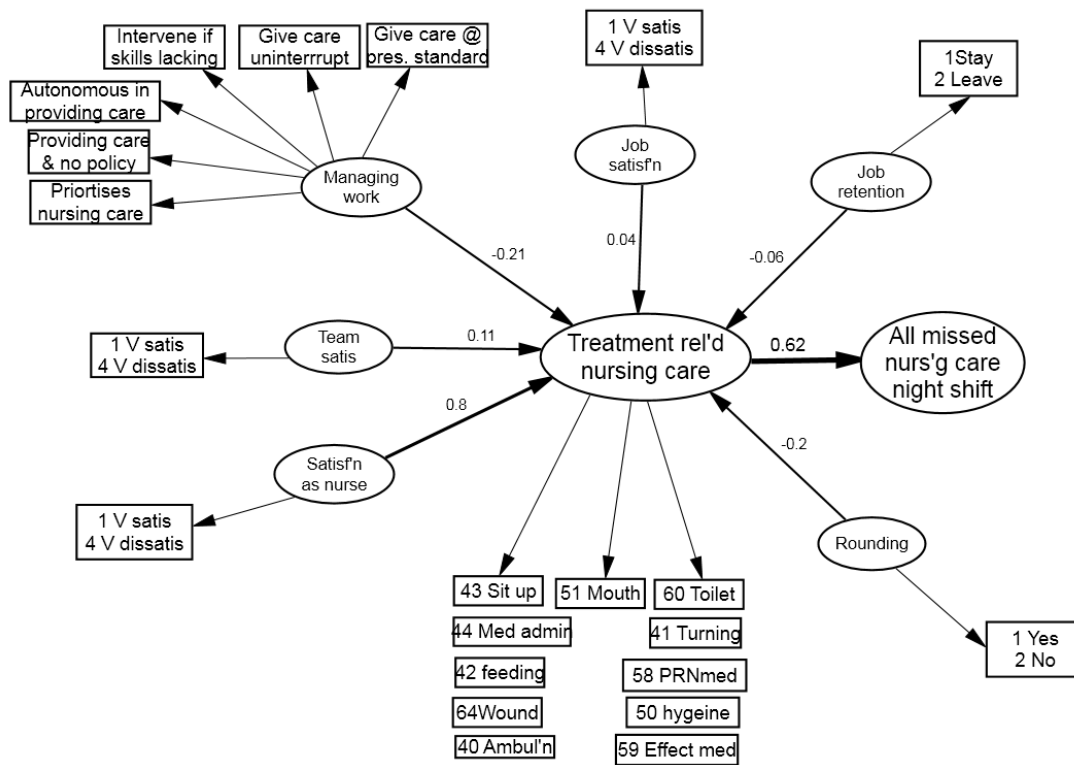 Intervene if
skills lacking
Give care
uninterrrupt
Give care @
pres. standard
1 V satis
4 V dissatis
1Stay
2 Leave
Autonomous in
providing care
Providing care
& no policy
Priortises
nursing care
Managing
work
Job
satisf'n
Job
retention
-0.21
0.04
-0.06
1 V satis
4 V dissatis
Team
satis
0.11
Treatment rel'd
nursing care
0.62
All missed
nurs'g care
night shift
0.8
-0.2
Satisf'n
as nurse
1 V satis
4 V dissatis
Rounding
1 Yes
2 No
43 Sit up
51 Mouth
60 Toilet
44 Med admin
41 Turning
42 feeding
58 PRNmed
64Wound
50 hygeine
40 Ambul'n
59 Effect med